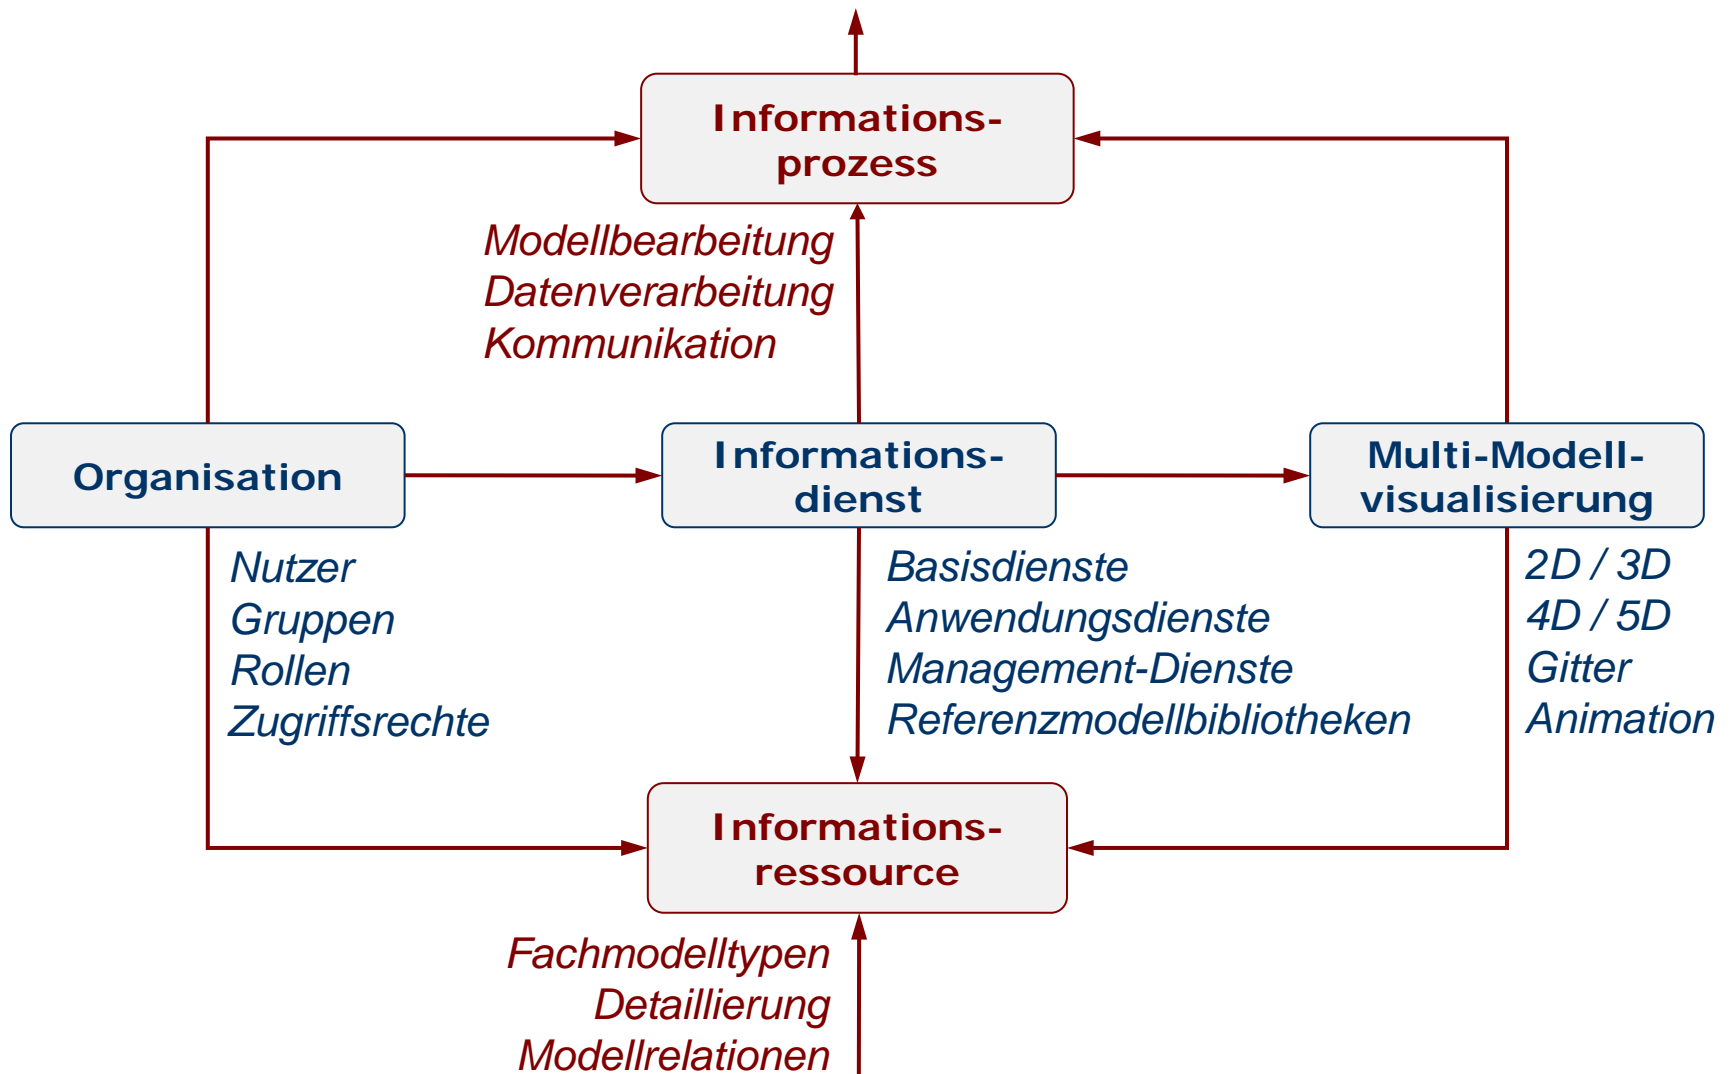 Informations-
prozess
Modellbearbeitung
Datenverarbeitung
Kommunikation
Organisation
Nutzer
Gruppen
Rollen
Zugriffsrechte
Informations-
dienst
Basisdienste
Anwendungsdienste
Management-Dienste
Referenzmodellbibliotheken
Multi-Modell-
visualisierung
2D / 3D
4D / 5D
Gitter
Animation
Informations-
ressource
Fachmodelltypen
Detaillierung
Modellrelationen